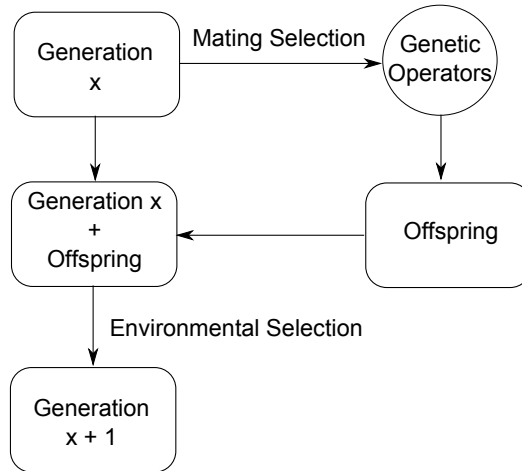 Generation
x
Mating Selection
Genetic
Operators
Generation x
+
Offspring
Offspring
Environmental Selection
Generation
x + 1